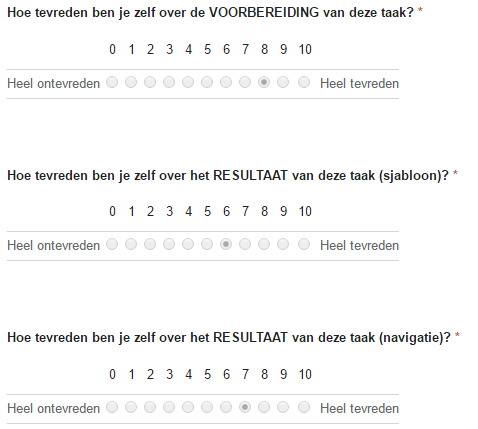 Hoe tevreden ben je zelf over de VOORBEREIDING van deze taak? *
0 1 2 3 4 5 6 7 8 9 10
Heel ontevreden Heel tevreden
Hoe tevreden ben je zelf over het RESULTAAT van deze taak (sjabloon)? *
0 1 2 3 4 5 6 7 8 9 10
Heel ontevreden Heel tevreden
Hoe tevreden ben je zelf over het RESULTAAT van deze taak (navigatie)? *
0 1 2 3 4 5 6 7 8 9 10
Heel ontevreden Heel tevreden